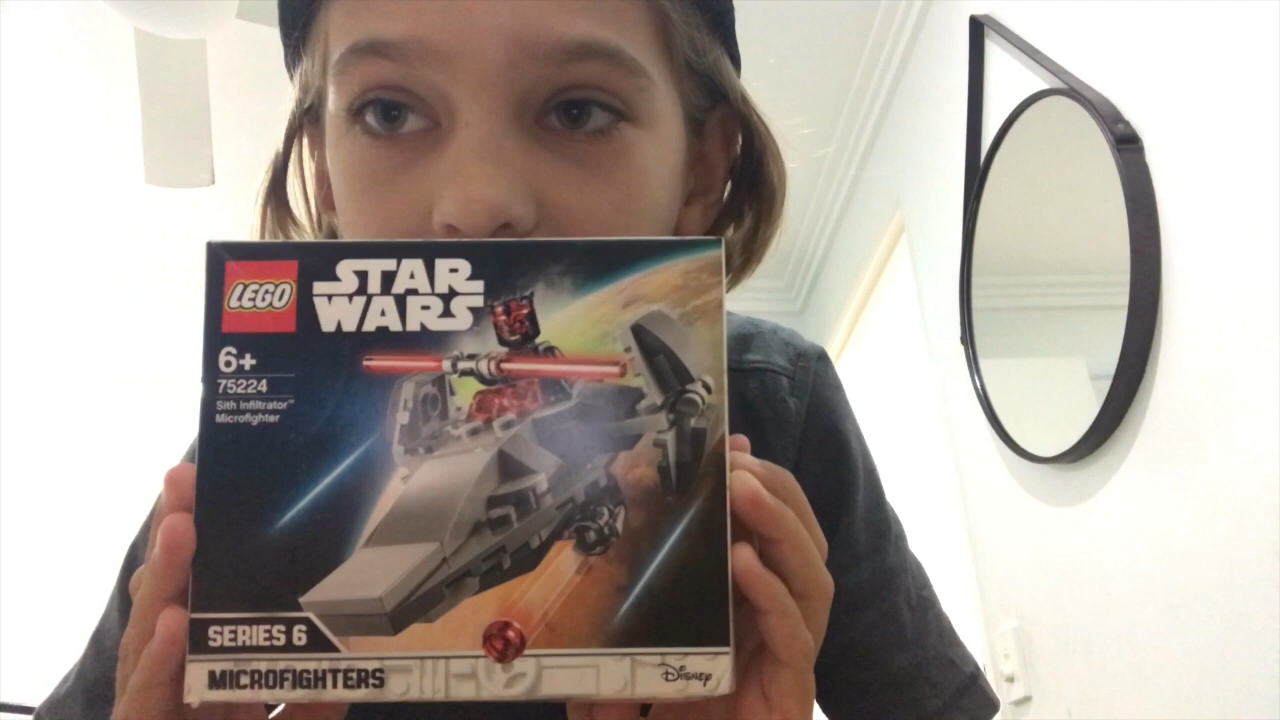 LEGO
STAR
WARS
6+
75224
Sith Infiltrator™
Microfighter
SERIES 6
MICROFIGHTERS
Disney